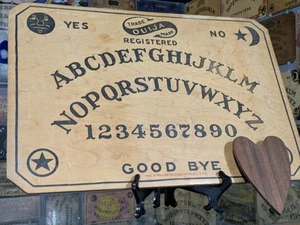 YES
NO
TRADE
OUIJA
MARK
REGISTERED
ABCDEFGHIJKLM
NOPQRSTUVWXYZ
1234567890
GOOD BYE